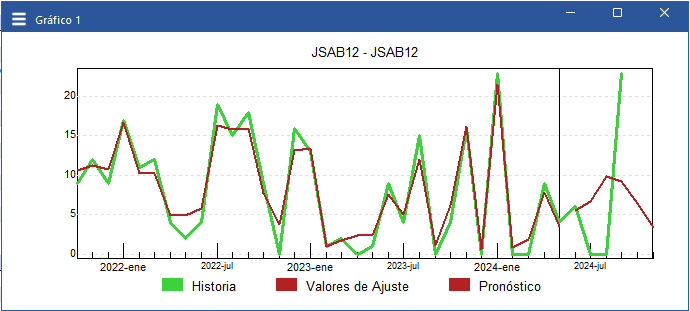 Gráfico 1
JSAB12 - JSAB12
20
15
10
5
0
2022-ene 2022-jul 2023-ene 2023-jul 2024-ene 2024-jul
Historia Valores de Ajuste Pronóstico